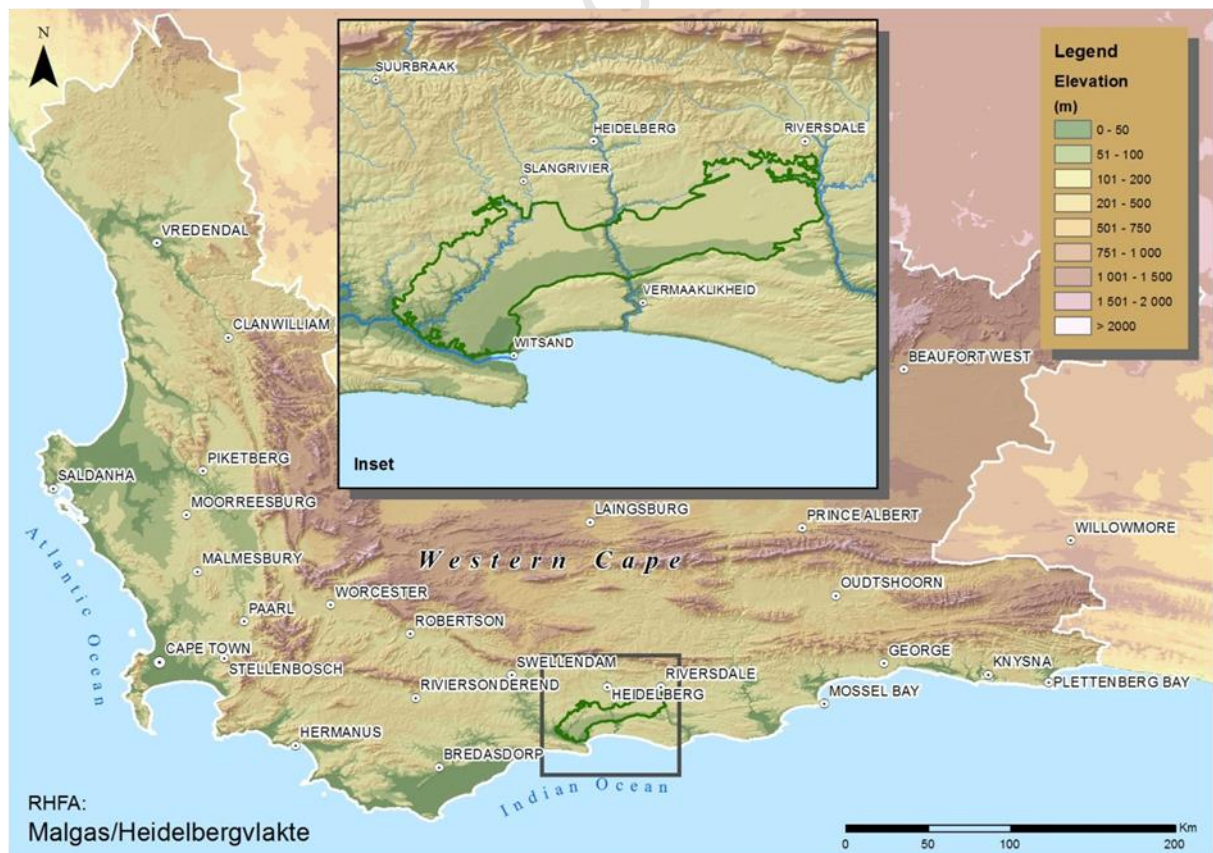 N
SUURBRAAK
HEIDELBERG
RIVERSDALE
SLANGRIVIER
VERMAAKLIKHEID
WITSAND
Inset
Legend
Elevation
(m)
0 - 50
51 - 100
101 - 200
201 - 500
501 - 750
751 - 1 000
1 001 - 1 500
1 501 - 2 000
> 2000
VREDENDAL
CLANWILLIAM
BEAUFORT WEST
PIKETBERG
SALDANHA
MOORREESBURG
LAINGSBURG
PRINCE ALBERT
WILLOWMORE
Atlantic Ocean
Western Cape
MALMESBURY
OUDTSHOORN
WORCESTER
PAARL
ROBERTSON
CAPE TOWN
STELLENBOSCH
SWELLENDAM
RIVERSDALE
GEORGE
KNYSNA
HEIDELBERG
PLETTENBERG BAY
RIVIERSONDEREND
MOSSEL BAY
HERMANUS
BREDASDORP
Indian Ocean
RHFA:
Malgas/Heidelbergvlakte
Km
0 50 100 200